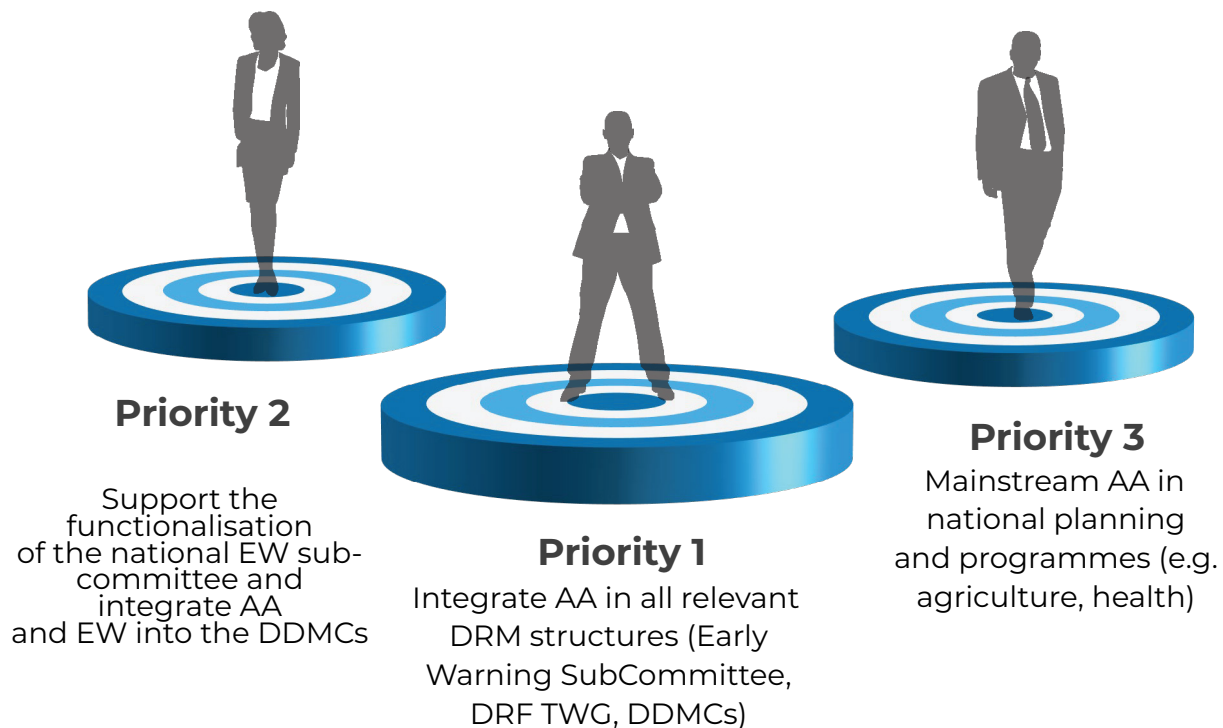 Priority 2
Support the
functionalisation
of the national EW sub-
committee and
integrate AA
and EW into the DDMCs
Priority 1
Integrate AA in all relevant
DRM structures (Early
Warning SubCommittee,
DRF TWG, DDMCs)
Priority 3
Mainstream AA in
national planning
and programmes (e.g.
agriculture, health)